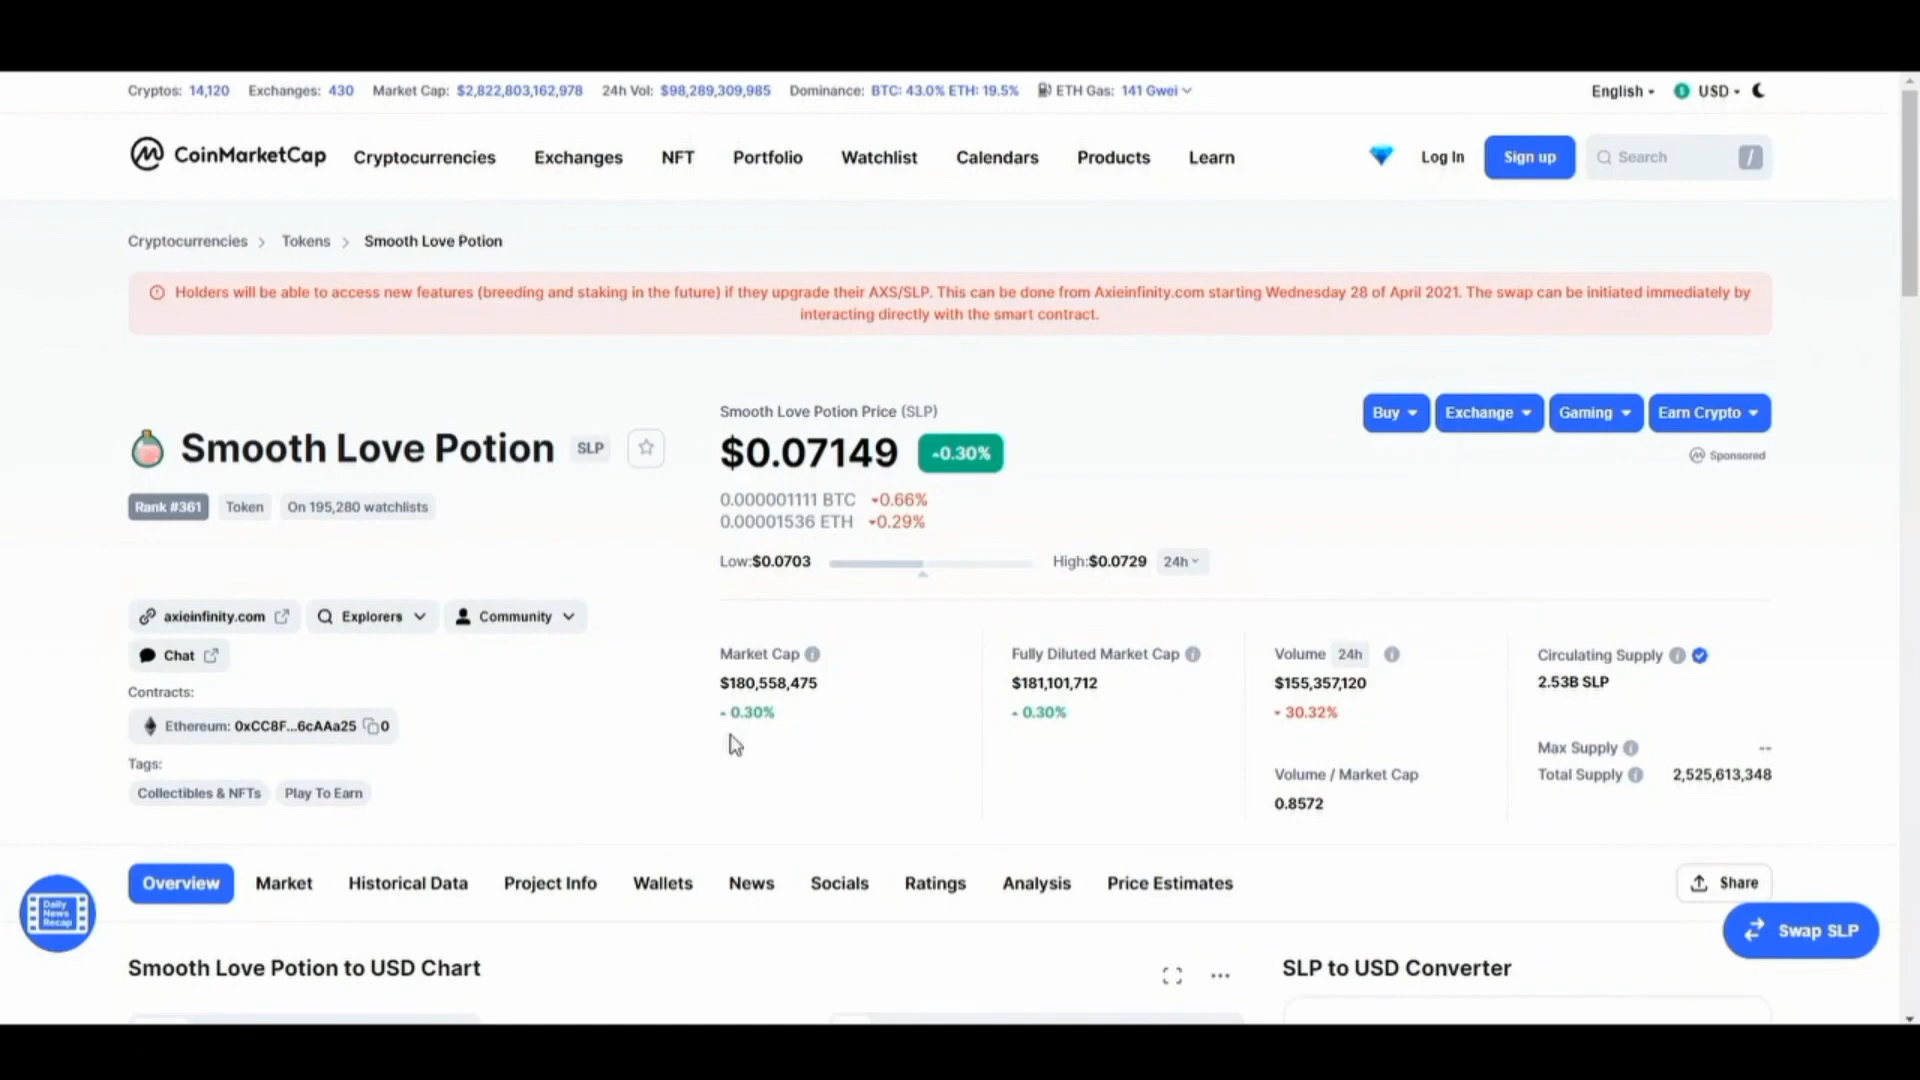 Cryptos: 14,120 Exchanges: 430 Market Cap: $2,822,803,162,978 24h Vol: $98,289,309,985 Dominance: BTC: 43.0% ETH: 19.5% ETH Gas: 141 Gwei English USD
CoinMarketCap Cryptocurrencies Exchanges NFT Portfolio Watchlist Calendars Products Learn Log In Sign up Search /
Cryptocurrencies > Tokens > Smooth Love Potion
Holders will be able to access new features (breeding and staking in the future) if they upgrade their AXS/SLP. This can be done from Axieinfinity.com starting Wednesday 28 of April 2021. The swap can be initiated immediately by
interacting directly with the smart contract.
Smooth Love Potion SLP
Rank #361 Token On 195,280 watchlists
axieinfinity.com Explorers Community
Chat
Contracts:
Ethereum: 0xCC8F...6cAAa25 0
Tags:
Collectibles & NFTs Play To Earn
Smooth Love Potion Price (SLP)
$0.07149 0.30%
0.000001111 BTC 0.66%
0.00001536 ETH 0.29%
Low:$0.0703 High:$0.0729 24h
Buy Exchange Gaming Earn Crypto
Sponsored
Market Cap
$180,558,475
0.30%
Fully Diluted Market Cap
$181,101,712
0.30%
Volume 24h
$155,357,120
30.32%
Volume / Market Cap
0.8572
Circulating Supply
2.53B SLP
Max Supply --
Total Supply 2,525,613,348
Overview Market Historical Data Project Info Wallets News Socials Ratings Analysis Price Estimates Share
Daily
News
Recap
Swap SLP
Smooth Love Potion to USD Chart
SLP to USD Converter